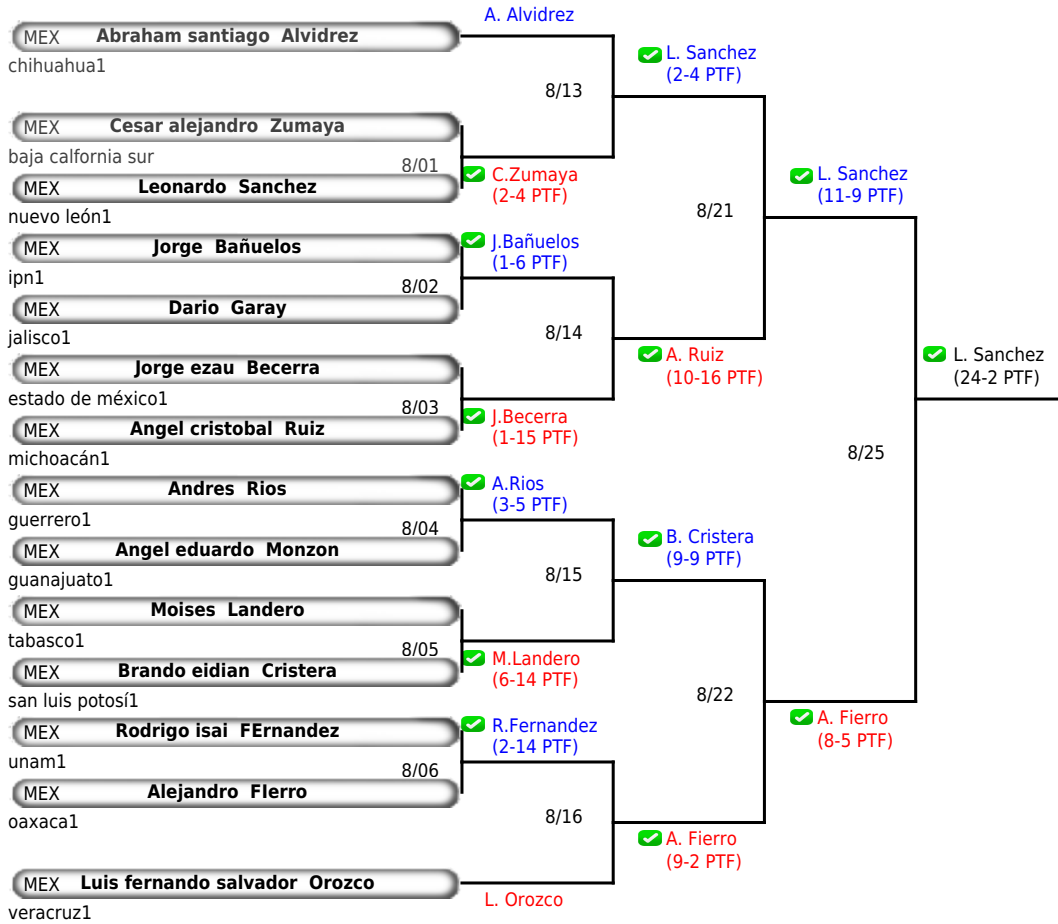 A. Alvidrez
MEX Abraham santiago Alvidrez
chihuahua1
L. Sanchez
(2-4 PTF)
8/13
MEX Cesar alejandro Zumaya
baja calfornia sur
8/01
C.Zumaya
(2-4 PTF)
MEX Leonardo Sanchez
nuevo león1
L. Sanchez
(11-9 PTF)
8/21
MEX Jorge Bañuelos
ipn1
J.Bañuelos
(1-6 PTF)
8/02
MEX Dario Garay
jalisco1
8/14
A. Ruiz
(10-16 PTF)
MEX Jorge ezau Becerra
estado de méxico1
8/03
J.Becerra
(1-15 PTF)
MEX Angel cristobal Ruiz
michoacán1
L. Sanchez
(24-2 PTF)
8/25
MEX Andres Rios
guerrero1
A.Rios
(3-5 PTF)
8/04
MEX Angel eduardo Monzon
guanajuato1
B. Cristera
(9-9 PTF)
8/15
MEX Moises Landero
tabasco1
8/05
M.Landero
(6-14 PTF)
MEX Brando eidian Cristera
san luis potosí1
8/22
A. Fierro
(8-5 PTF)
MEX Rodrigo isai FErnandez
unam1
R.Fernandez
(2-14 PTF)
8/06
MEX Alejandro FIerro
oaxaca1
8/16
A. Fierro
(9-2 PTF)
MEX Luis fernando salvador Orozco
veracruz1
L. Orozco